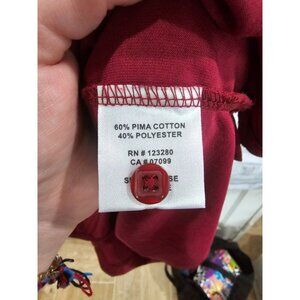 60% PIMA COTTON
40% POLYESTER
RN # 123280
CA # 07099